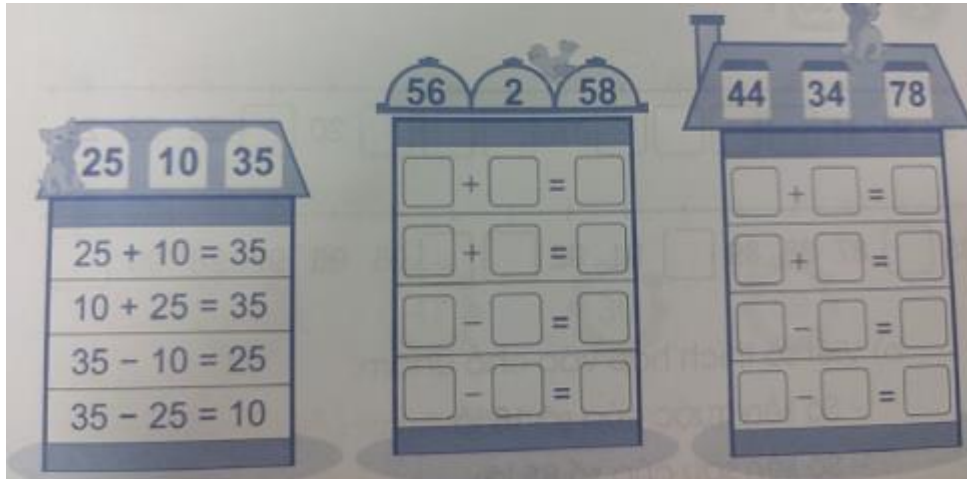 25 10 35
25 + 10 = 35
10 + 25 = 35
35 − 10 = 25
35 − 25 = 10
56 2 58
+ =
+ =
− =
− =
44 34 78
+ =
+ =
− =
− =